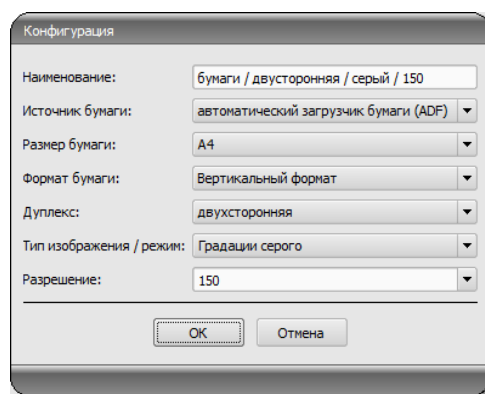 Конфигурация
Наименование: бумаги / двусторонняя / серый / 150
Источник бумаги: автоматический загрузчик бумаги (ADF)
Размер бумаги: A4
Формат бумаги: Вертикальный формат
Дуплекс: двухсторонняя
Тип изображения / режим: Градации серого
Разрешение: 150
OK Отмена